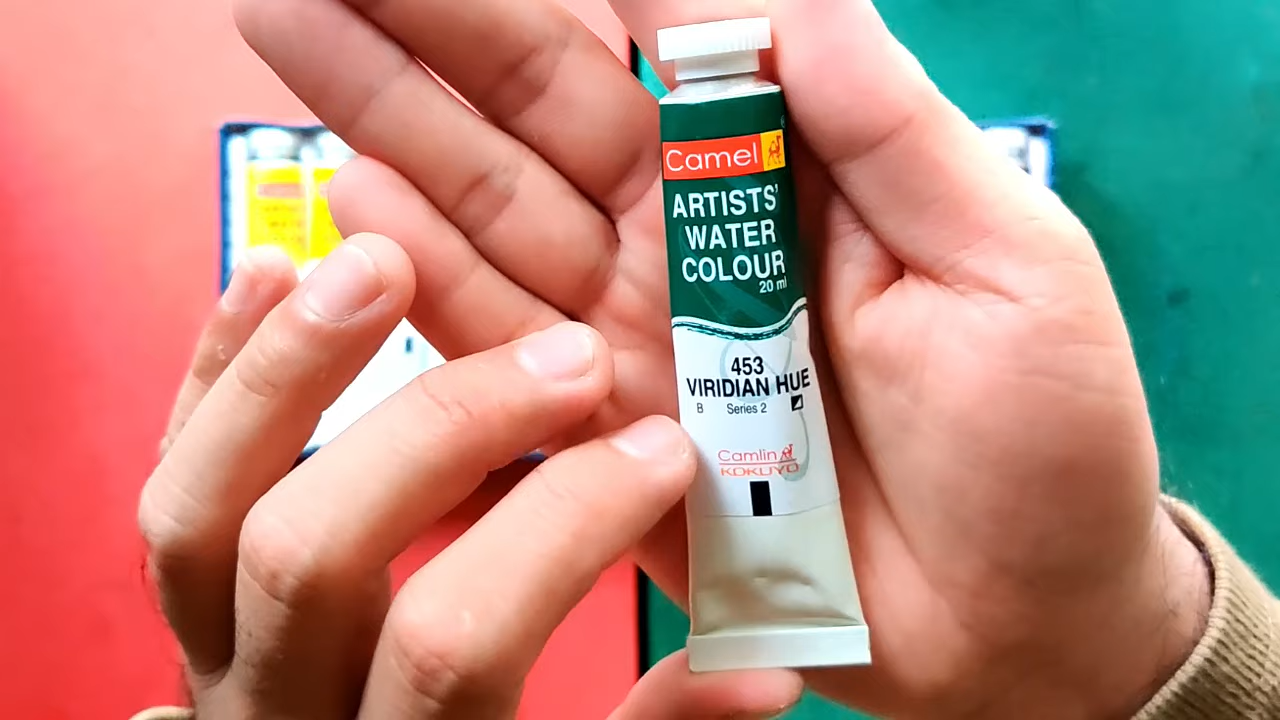 Camel
ARTISTS'
WATER
COLOUR
20 ml
453
VIRIDIAN HUE
B Series 2
Camlin
KOKUYO